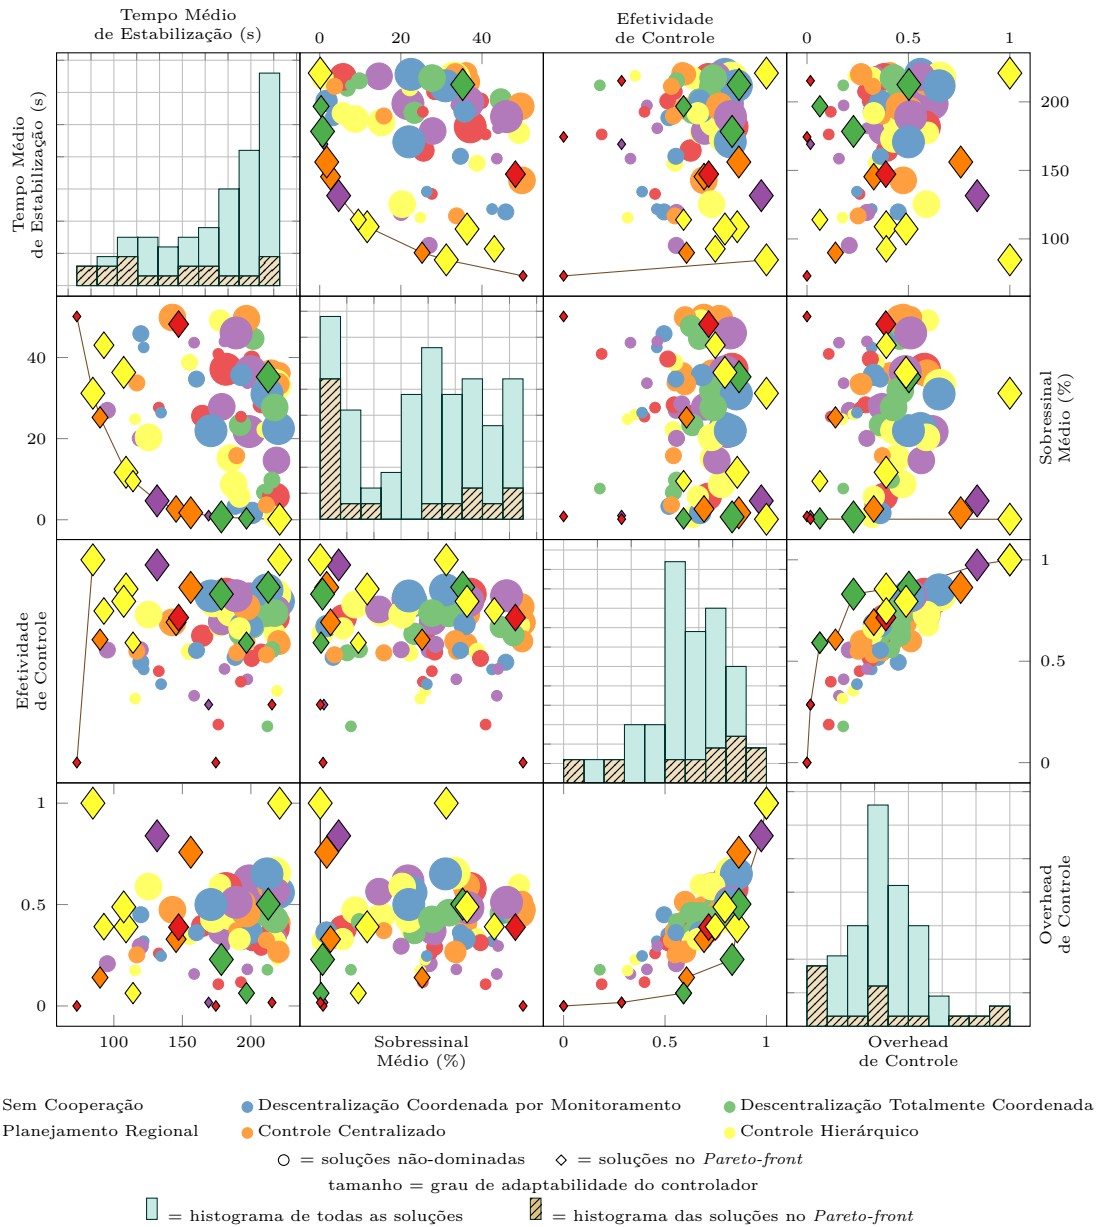 Tempo Médio
de Estabilização (s)
Efetividade
de Controle
0 20 40
0 0.5 1
Tempo Médio
de Estabilização (s)
200
150
100
40
20
0
Sobressinal
Médio (%)
Efetividade
de Controle
1
0.5
0
1
0.5
0
Overhead
de Controle
100 150 200
Sobressinal
Médio (%)
0 0.5 1
Overhead
de Controle
Sem Cooperação
Descentralização Coordenada por Monitoramento
Descentralização Totalmente Coordenada
Planejamento Regional
Controle Centralizado
Controle Hierárquico
= soluções não-dominadas
= soluções no Pareto-front
tamanho = grau de adaptabilidade do controlador
= histograma de todas as soluções
= histograma das soluções no Pareto-front